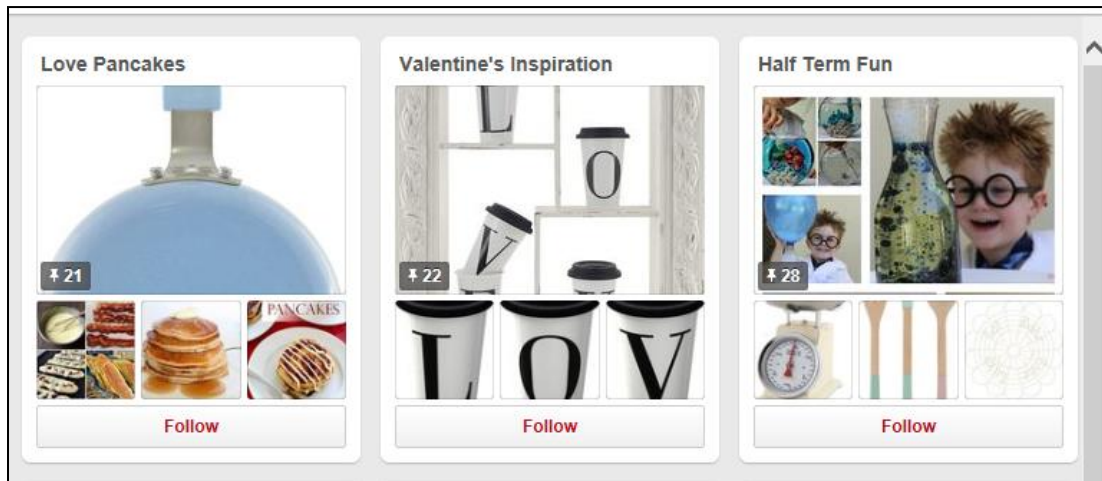 Love Pancakes
Valentine's Inspiration
Half Term Fun
L
O
V
21
22
28
PANCAKES
L O V
Follow
Follow
Follow